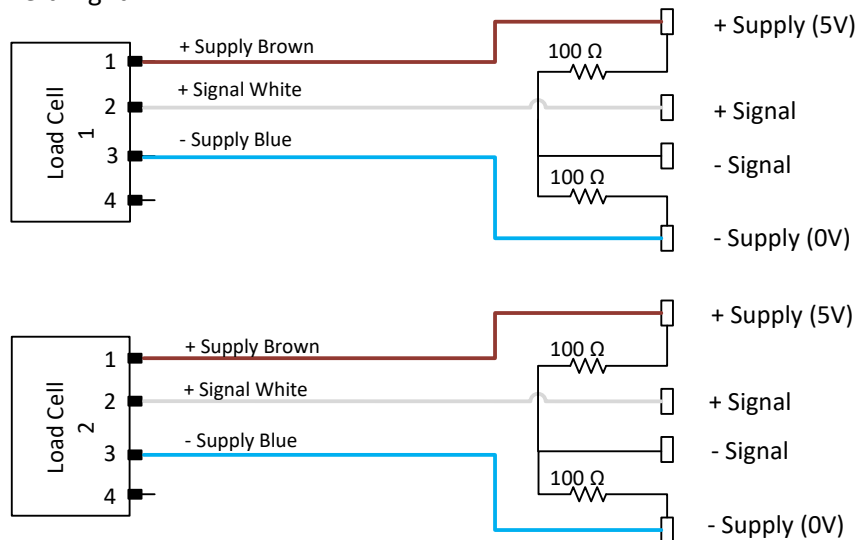 + Supply (5V)
+ Supply Brown
100 Ω
1
+ Signal White
2
+ Signal
Load Cell
1
- Supply Blue
3
- Signal
100 Ω
4
- Supply (0V)
+ Supply (5V)
+ Supply Brown
100 Ω
1
+ Signal White
2
+ Signal
Load Cell
2
- Supply Blue
3
- Signal
100 Ω
4
- Supply (0V)